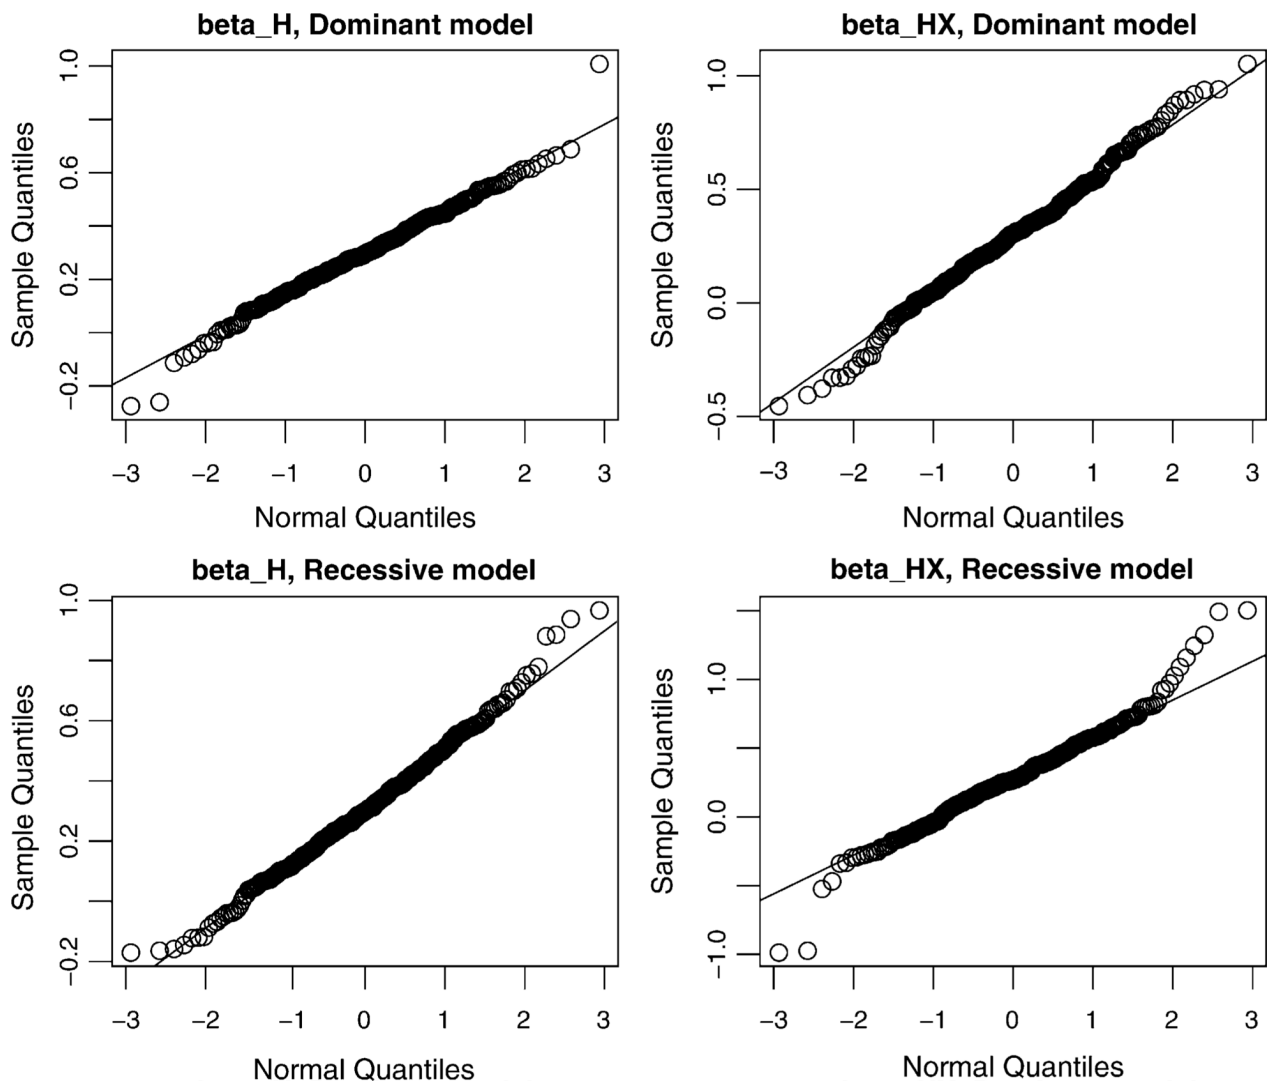 beta_H, Dominant model
Sample Quantiles
1.0
0.6
0.2
−0.2
−3 −2 −1 0 1 2 3
Normal Quantiles
beta_HX, Dominant model
Sample Quantiles
1.0
0.5
0.0
−0.5
−3 −2 −1 0 1 2 3
Normal Quantiles
beta_H, Recessive model
Sample Quantiles
1.0
0.6
0.2
−0.2
−3 −2 −1 0 1 2 3
Normal Quantiles
beta_HX, Recessive model
Sample Quantiles
1.0
0.0
−1.0
−3 −2 −1 0 1 2 3
Normal Quantiles